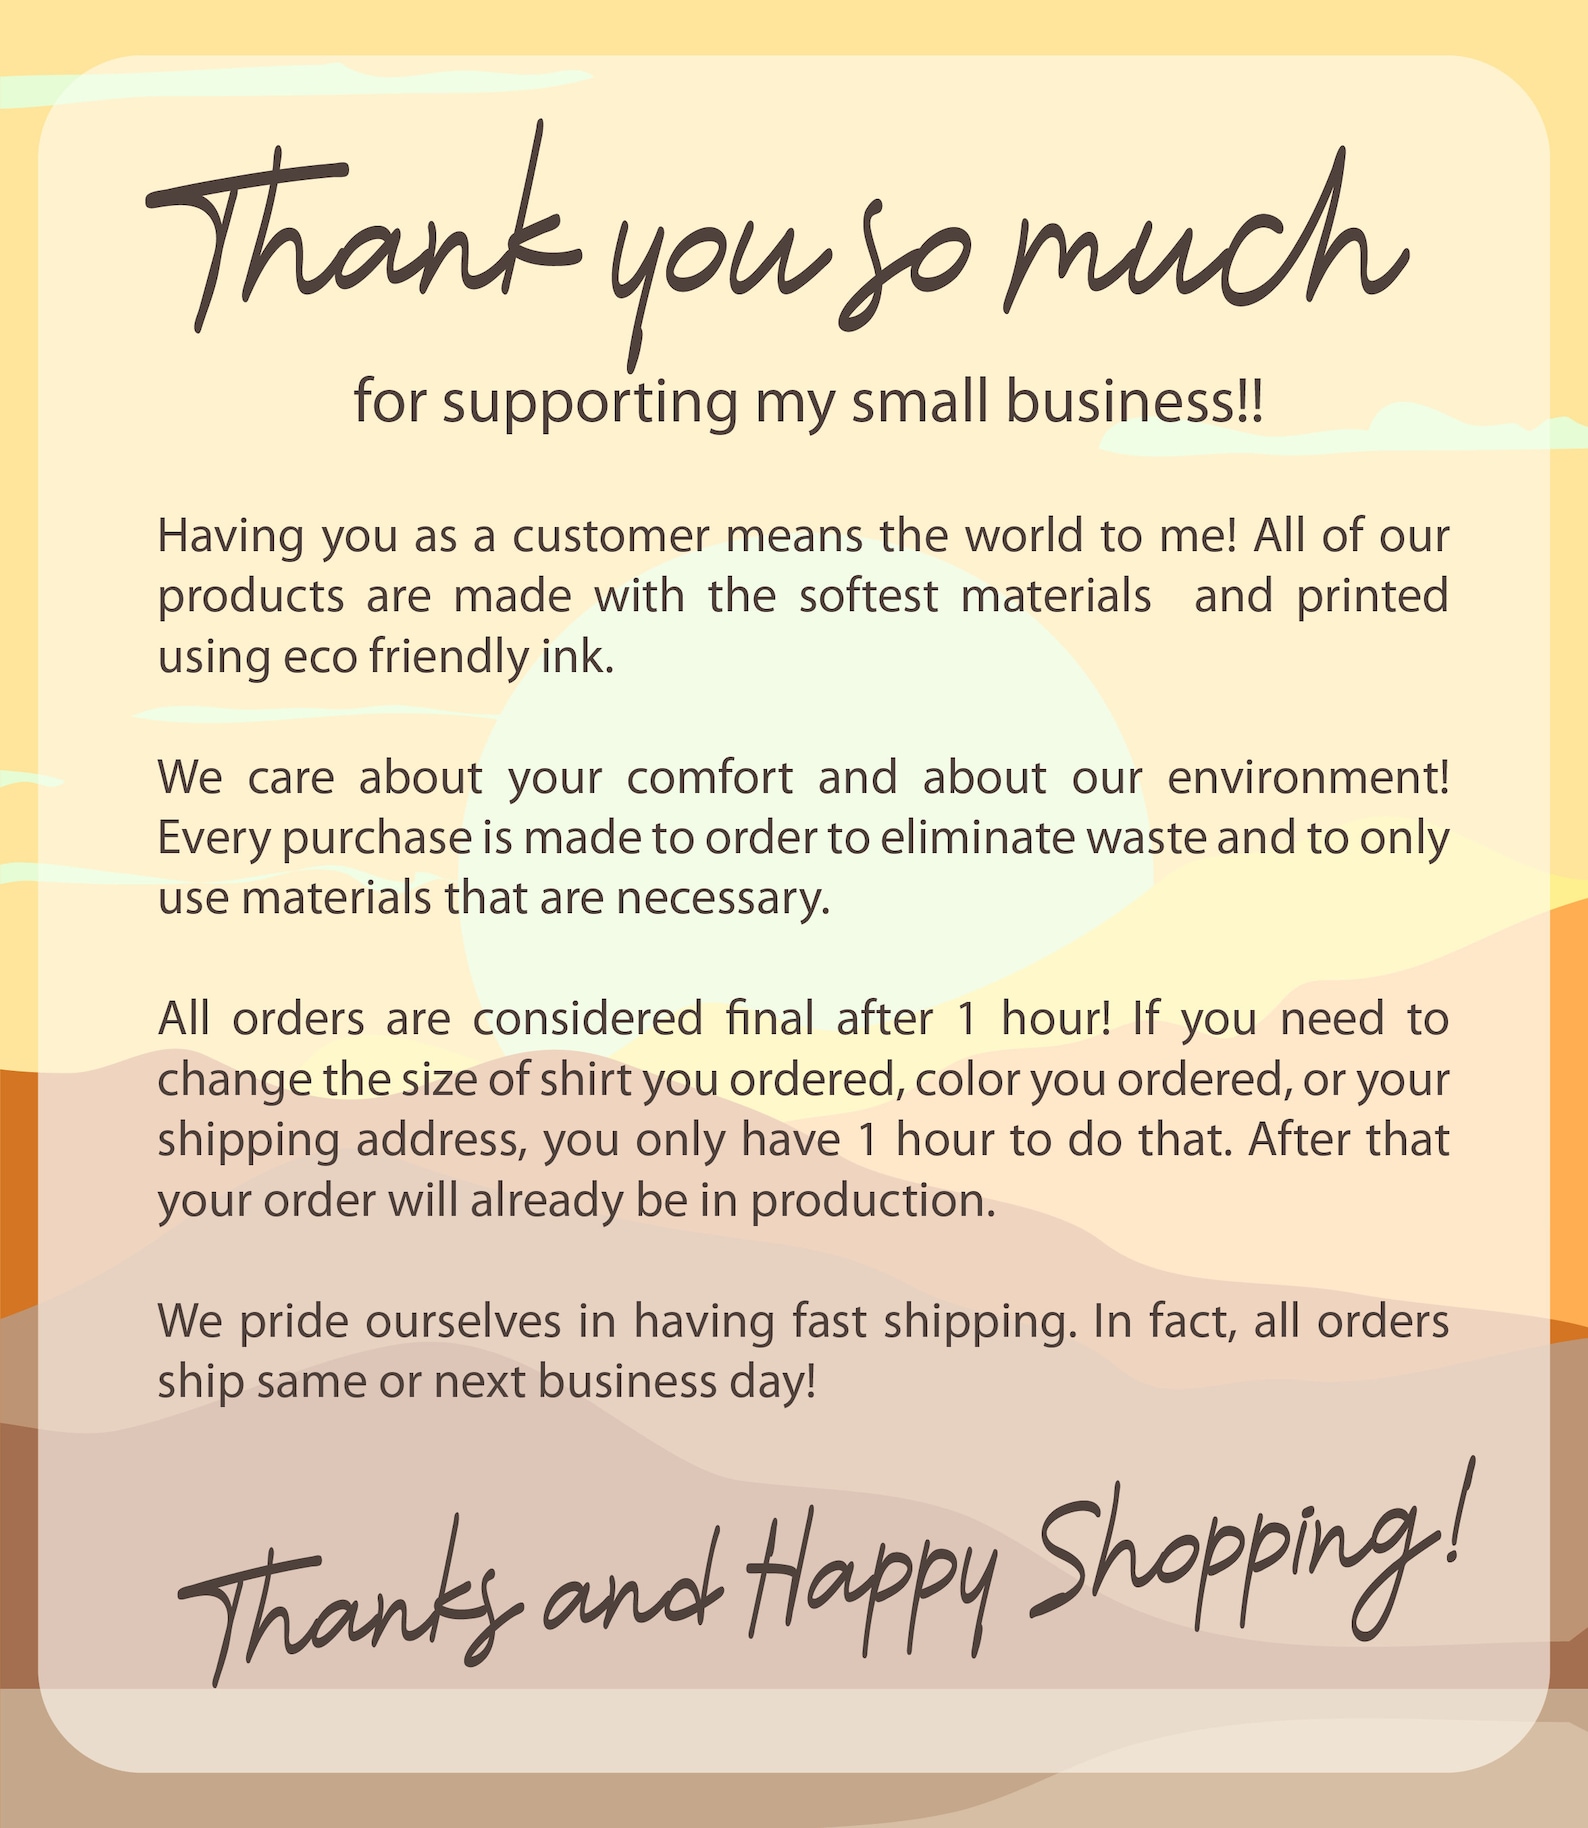 Thank you so much
for supporting my small business!!
Having you as a customer means the world to me! All of our
products are made with the softest materials  and printed
using eco friendly ink.
We care about your comfort and about our environment!
Every purchase is made to order to eliminate waste and to only
use materials that are necessary.
All orders are considered final after 1 hour! If you need to
change the size of shirt you ordered, color you ordered, or your
shipping address, you only have 1 hour to do that. After that
your order will already be in production.
We pride ourselves in having fast shipping. In fact, all orders
ship same or next business day!
Thanks and Happy Shopping!